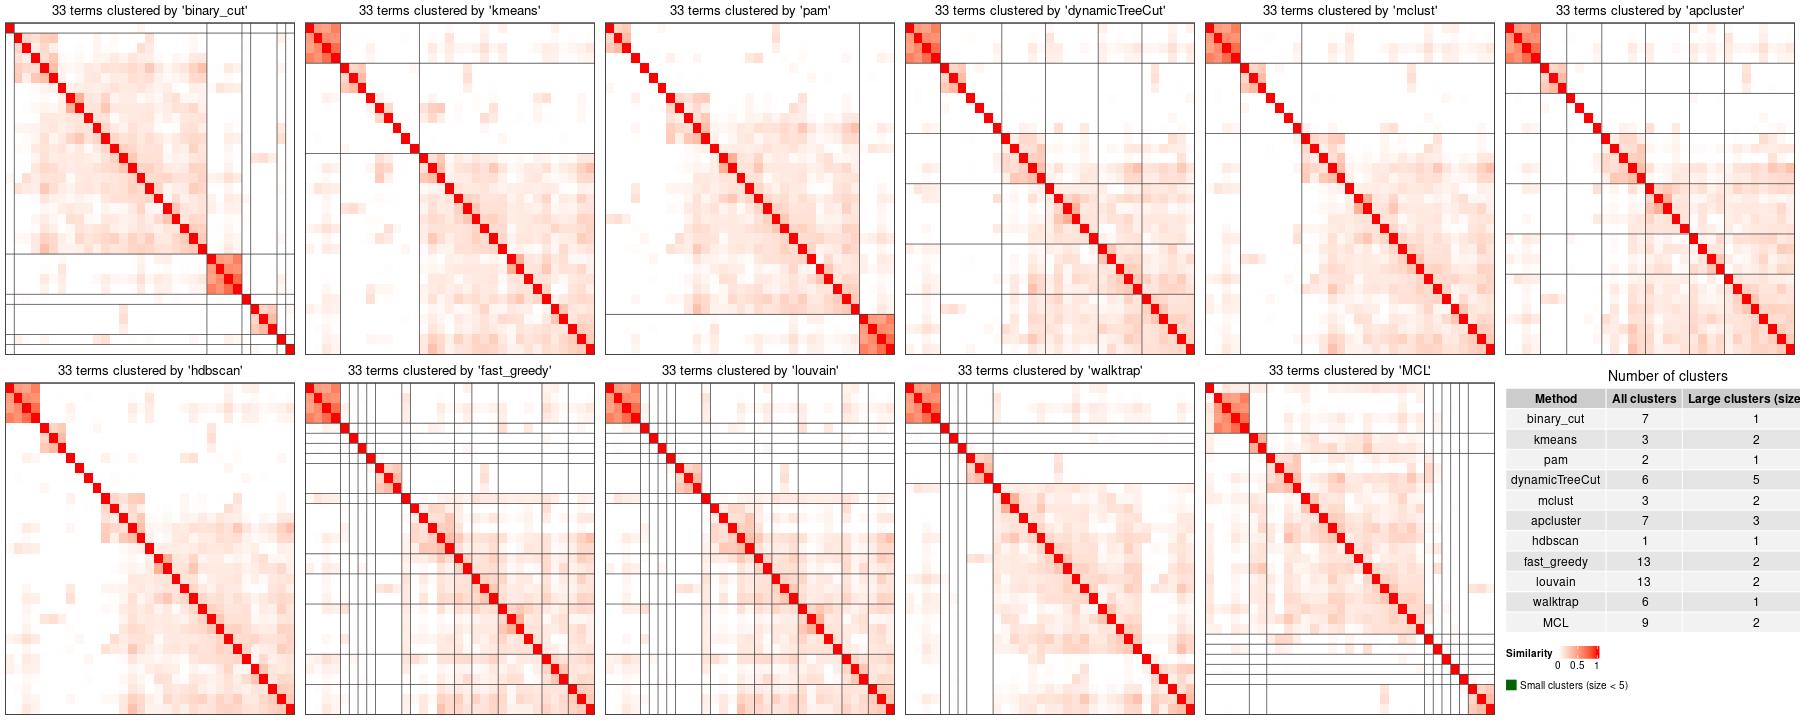 33 terms clustered by 'binary_cut'
33 terms clustered by 'kmeans'
33 terms clustered by 'pam'
33 terms clustered by 'dynamicTreeCut'
33 terms clustered by 'mclust'
33 terms clustered by 'apcluster'
33 terms clustered by 'hdbscan'
33 terms clustered by 'fast_greedy'
33 terms clustered by 'louvain'
33 terms clustered by 'walktrap'
33 terms clustered by 'MCL'
Number of clusters
Method All clusters Large clusters (size
binary_cut 7 1
kmeans 3 2
pam 2 1
dynamicTreeCut 6 5
mclust 3 2
apcluster 7 3
hdbscan 1 1
fast_greedy 13 2
louvain 13 2
walktrap 6 1
MCL 9 2
Similarity
0 0.5 1
Small clusters (size < 5)